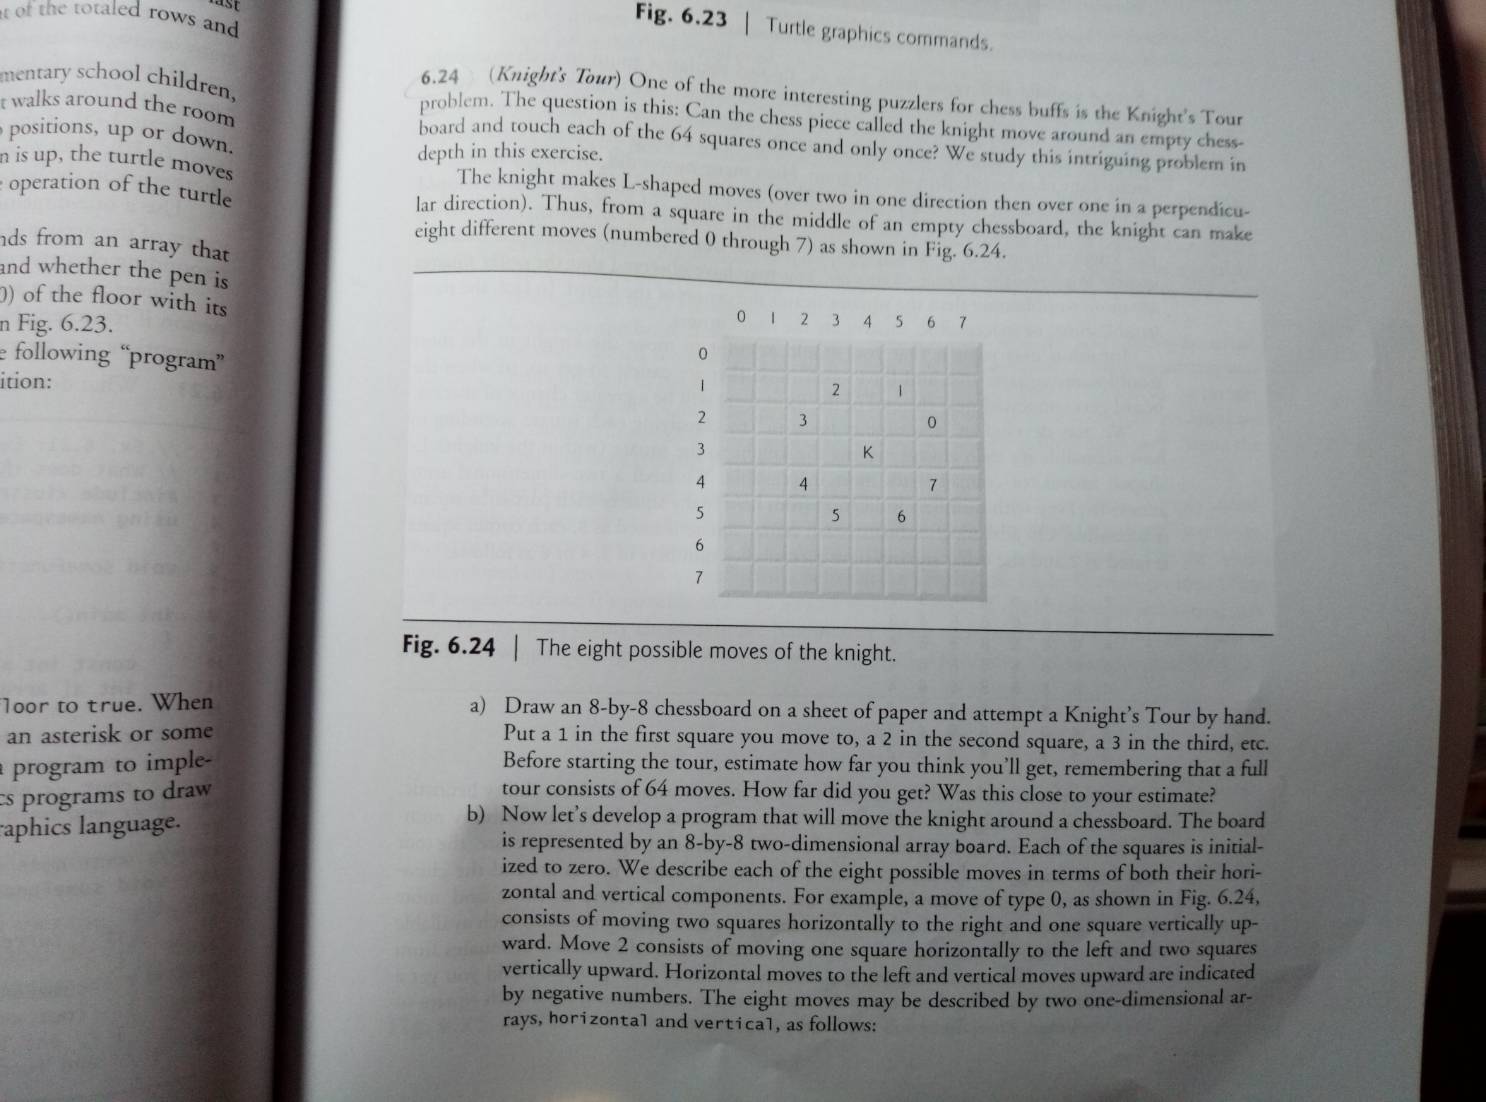 t of the totaled rows and
mentary school children,
t walks around the room
positions, up or down.
n is up, the turtle moves
operation of the turtle
nds from an array that
and whether the pen is
0) of the floor with its
n Fig. 6.23.
e following “program”
ition:
loor to true. When
an asterisk or some
program to imple-
cs programs to draw
raphics language.
Fig. 6.23 | Turtle graphics commands.
6.24 (Knight's Tour) One of the more interesting puzzlers for chess buffs is the Knight's Tour
problem. The question is this: Can the chess piece called the knight move around an empty chess-
board and touch each of the 64 squares once and only once? We study this intriguing problem in
depth in this exercise.
The knight makes L-shaped moves (over two in one direction then over one in a perpendicu-
lar direction). Thus, from a square in the middle of an empty chessboard, the knight can make
eight different moves (numbered 0 through 7) as shown in Fig. 6.24.
0 1 2 3 4 5 6 7
0
1 2 1
2 3 0
3 K
4 4 7
5 5 6
6
7
Fig. 6.24 | The eight possible moves of the knight.
a) Draw an 8-by-8 chessboard on a sheet of paper and attempt a Knight's Tour by hand.
Put a 1 in the first square you move to, a 2 in the second square, a 3 in the third, etc.
Before starting the tour, estimate how far you think you'll get, remembering that a full
tour consists of 64 moves. How far did you get? Was this close to your estimate?
b) Now let's develop a program that will move the knight around a chessboard. The board
is represented by an 8-by-8 two-dimensional array board. Each of the squares is initial-
ized to zero. We describe each of the eight possible moves in terms of both their hori-
zontal and vertical components. For example, a move of type 0, as shown in Fig. 6.24,
consists of moving two squares horizontally to the right and one square vertically up-
ward. Move 2 consists of moving one square horizontally to the left and two squares
vertically upward. Horizontal moves to the left and vertical moves upward are indicated
by negative numbers. The eight moves may be described by two one-dimensional ar-
rays, horizontal and vertical, as follows: